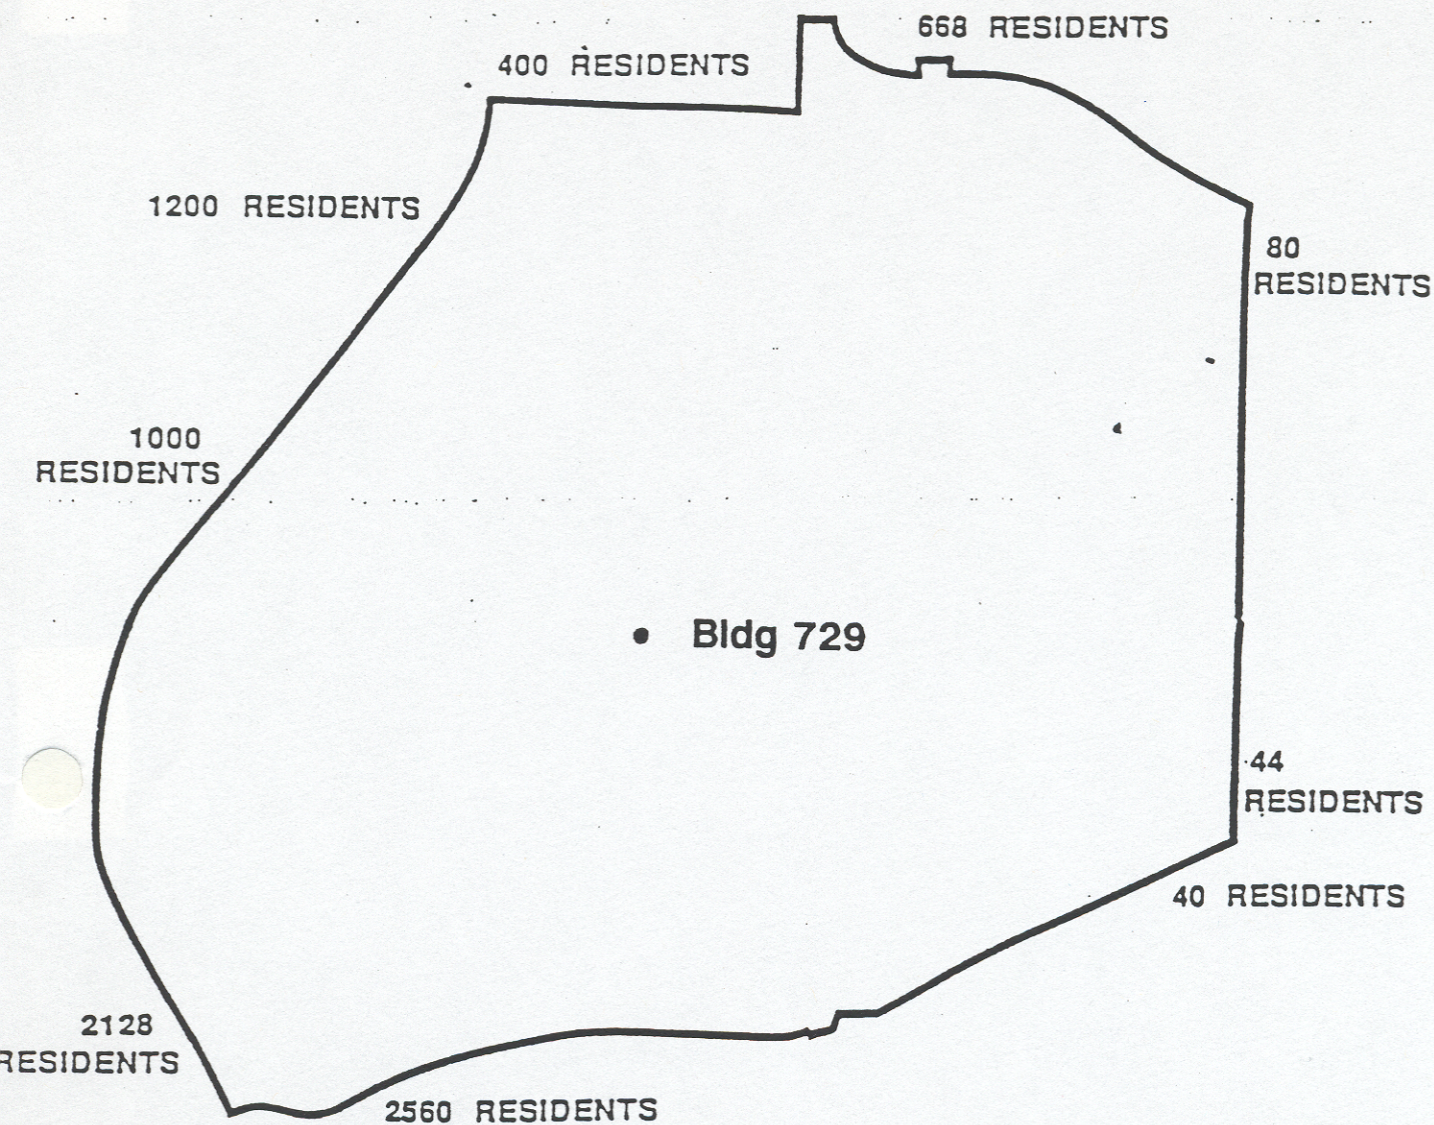 668 RESIDENTS
400 RESIDENTS
1200 RESIDENTS
80
RESIDENTS
1000
RESIDENTS
Bldg 729
44
RESIDENTS
40 RESIDENTS
2128
RESIDENTS
2560 RESIDENTS